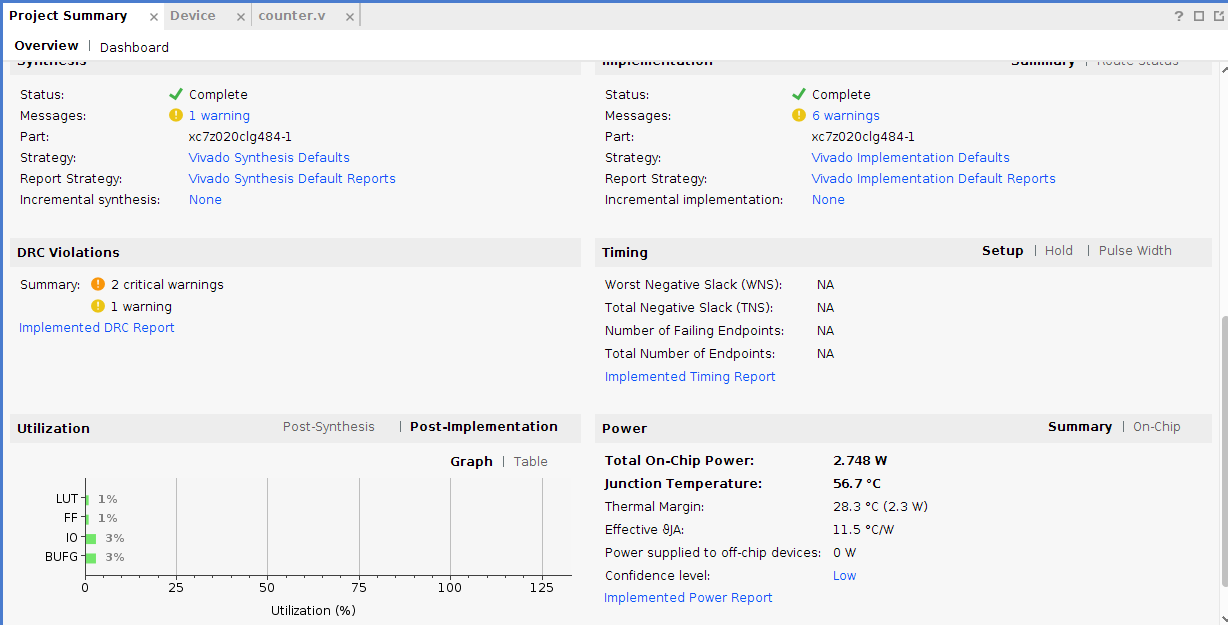 Project Summary × Device × counter.v ×
?
Overview | Dashboard
Synthesis
Status: Complete
Messages: 1 warning
Part: xc7z020clg484-1
Strategy: Vivado Synthesis Defaults
Report Strategy: Vivado Synthesis Default Reports
Incremental synthesis: None
Implementation Summary | Route Status
Status: Complete
Messages: 6 warnings
Part: xc7z020clg484-1
Strategy: Vivado Implementation Defaults
Report Strategy: Vivado Implementation Default Reports
Incremental implementation: None
DRC Violations
Summary: 2 critical warnings
1 warning
Implemented DRC Report
Timing Setup | Hold | Pulse Width
Worst Negative Slack (WNS): NA
Total Negative Slack (TNS): NA
Number of Failing Endpoints: NA
Total Number of Endpoints: NA
Implemented Timing Report
Utilization Post-Synthesis | Post-Implementation
Graph | Table
LUT 1%
FF 1%
IO 3%
BUFG 3%
0 25 50 75 100 125
Utilization (%)
Power Summary | On-Chip
Total On-Chip Power: 2.748 W
Junction Temperature: 56.7 °C
Thermal Margin: 28.3 °C (2.3 W)
Effective ϑJA: 11.5 °C/W
Power supplied to off-chip devices: 0 W
Confidence level: Low
Implemented Power Report